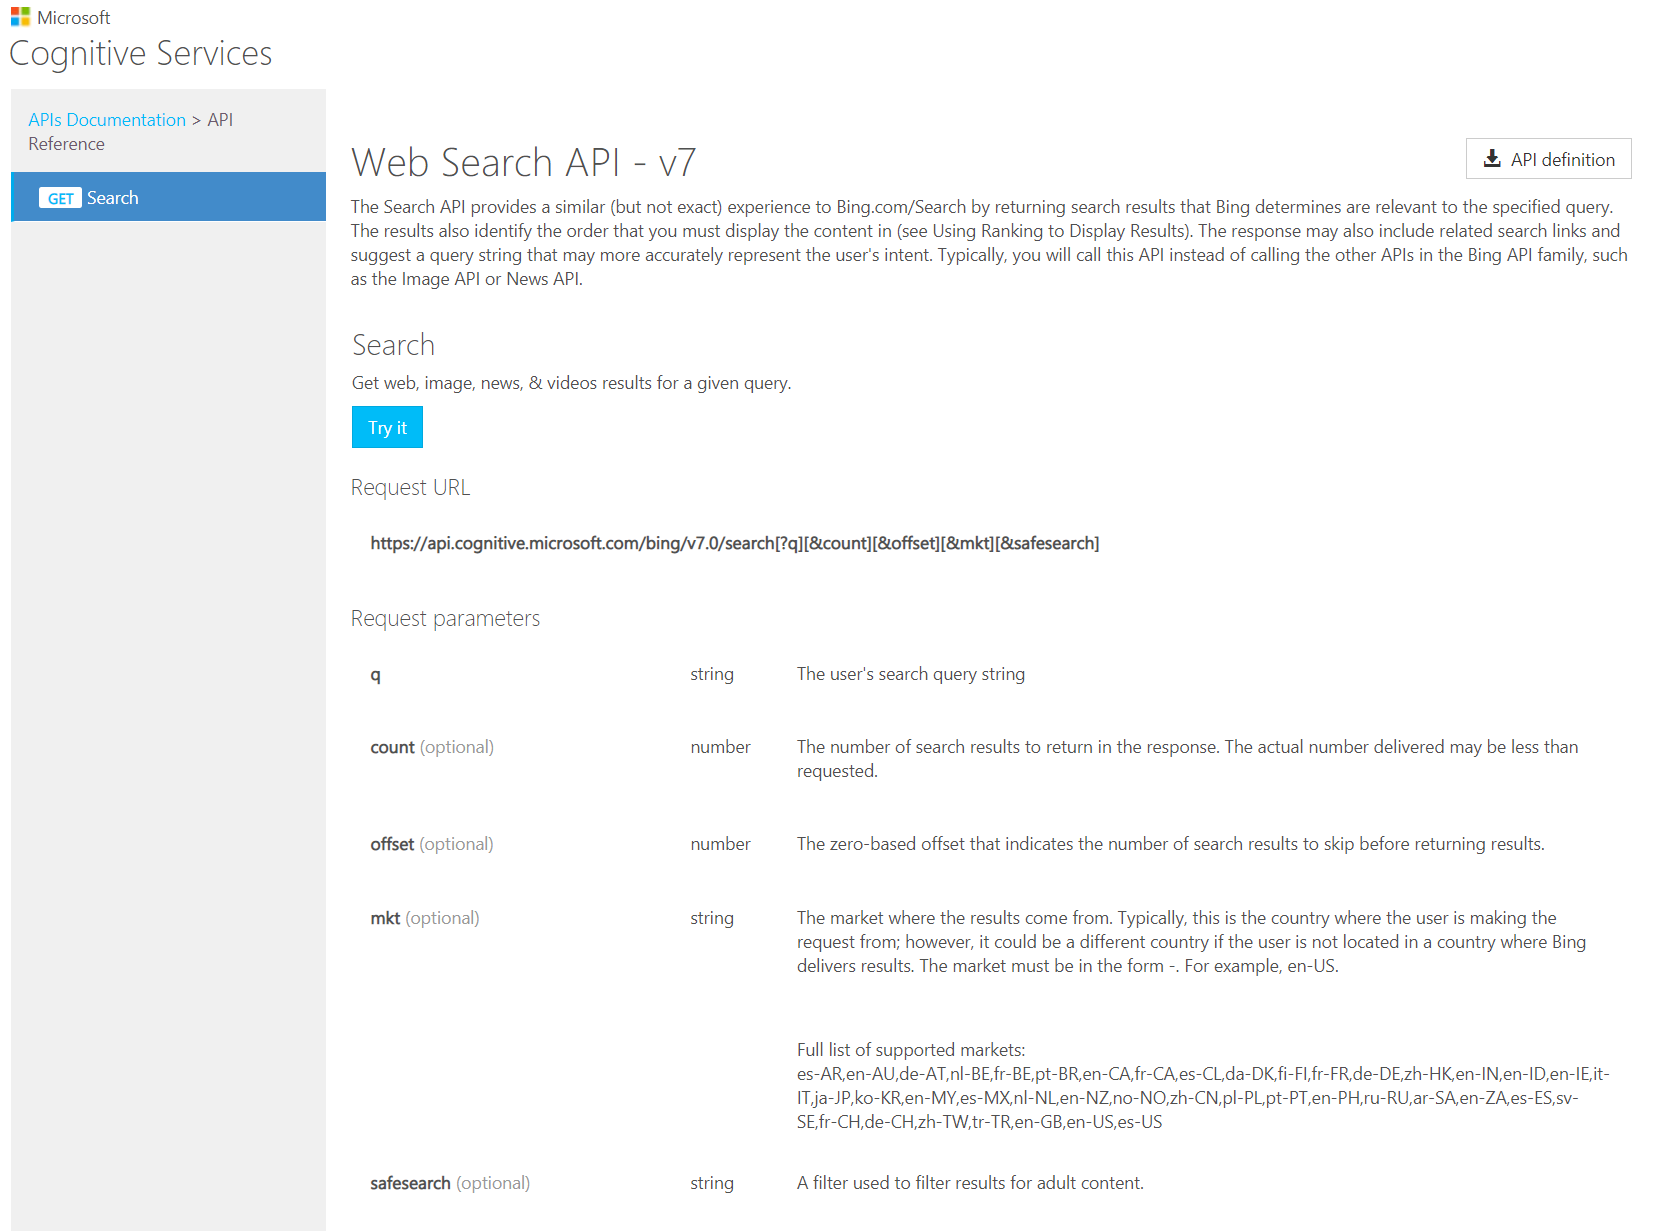 Microsoft
Cognitive Services
APIs Documentation > API
Reference
GET Search
Web Search API - v7
API definition
The Search API provides a similar (but not exact) experience to Bing.com/Search by returning search results that Bing determines are relevant to the specified query.
The results also identify the order that you must display the content in (see Using Ranking to Display Results). The response may also include related search links and
suggest a query string that may more accurately represent the user's intent. Typically, you will call this API instead of calling the other APIs in the Bing API family, such
as the Image API or News API.
Search
Get web, image, news, & videos results for a given query.
Try it
Request URL
https://api.cognitive.microsoft.com/bing/v7.0/search[?q][&count][&offset][&mkt][&safesearch]
Request parameters
q string The user's search query string
count (optional) number The number of search results to return in the response. The actual number delivered may be less than
requested.
offset (optional) number The zero-based offset that indicates the number of search results to skip before returning results.
mkt (optional) string The market where the results come from. Typically, this is the country where the user is making the
request from; however, it could be a different country if the user is not located in a country where Bing
delivers results. The market must be in the form -. For example, en-US.
Full list of supported markets:
es-AR,en-AU,de-AT,nl-BE,fr-BE,pt-BR,en-CA,fr-CA,es-CL,da-DK,fi-FI,fr-FR,de-DE,zh-HK,en-IN,en-ID,en-IE,it-
IT,ja-JP,ko-KR,en-MY,es-MX,nl-NL,en-NZ,no-NO,zh-CN,pl-PL,pt-PT,en-PH,ru-RU,ar-SA,en-ZA,es-ES,sv-
SE,fr-CH,de-CH,zh-TW,tr-TR,en-GB,en-US,es-US
safesearch (optional) string A filter used to filter results for adult content.